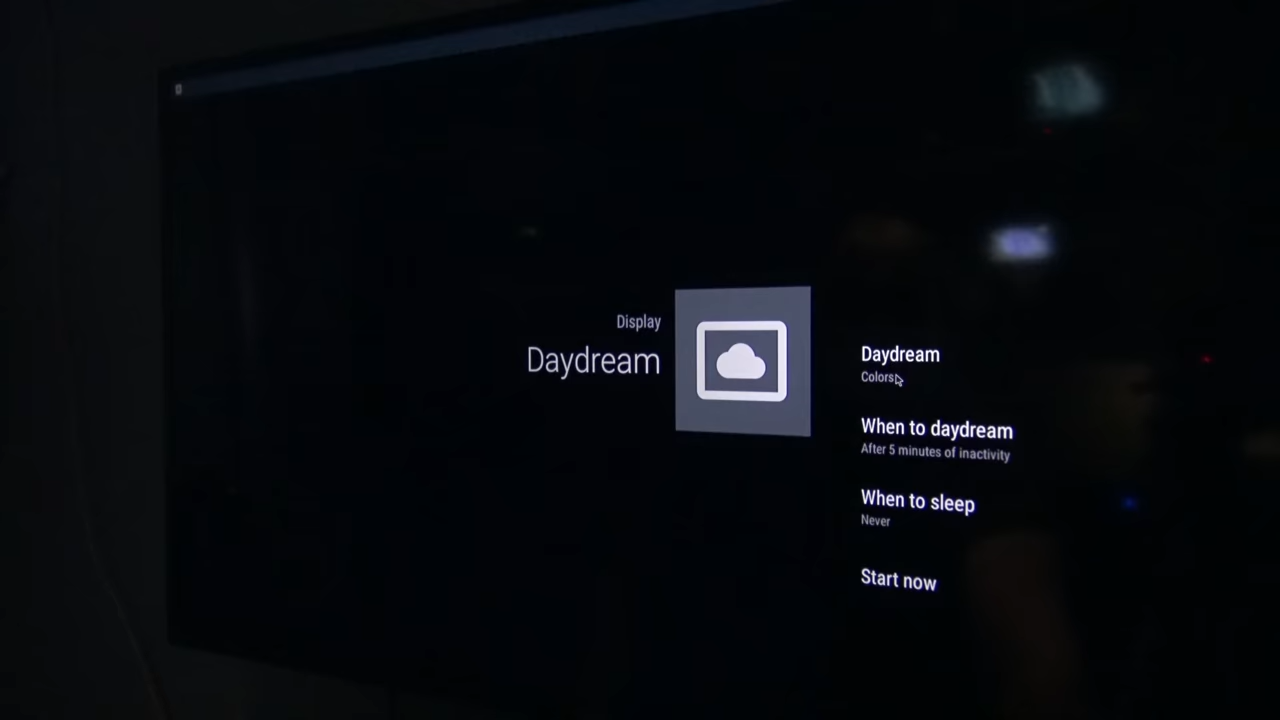 Display
Daydream
Daydream
Colors
When to daydream
After 5 minutes of inactivity
When to sleep
Never
Start now